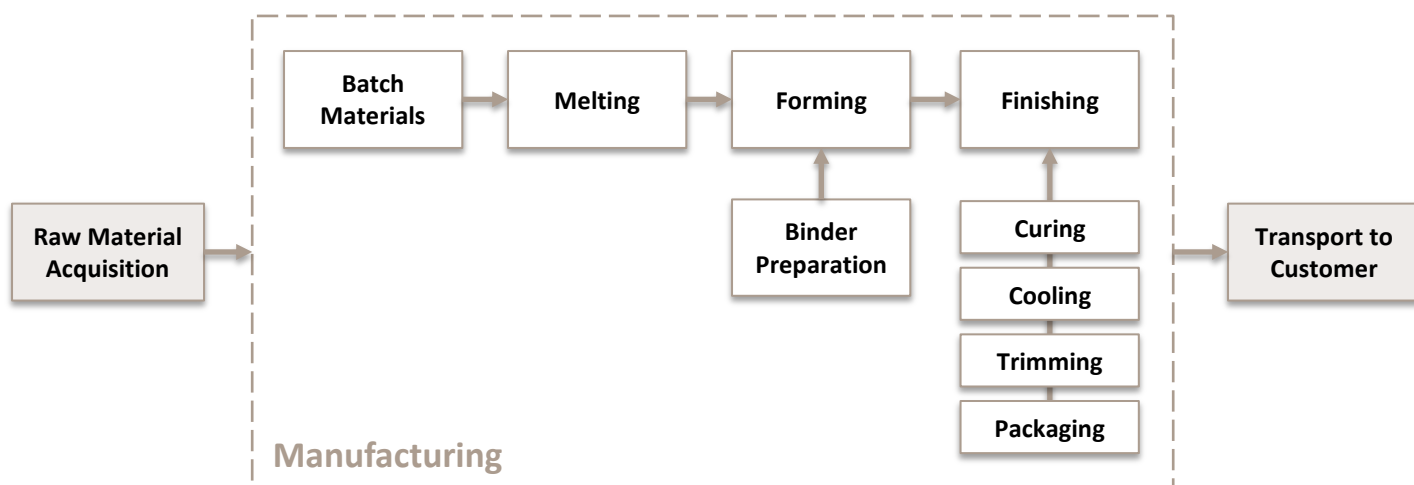 Batch
Materials
Melting
Forming
Finishing
Raw Material
Acquisition
Binder
Preparation
Curing
Cooling
Trimming
Packaging
Transport to
Customer
Manufacturing